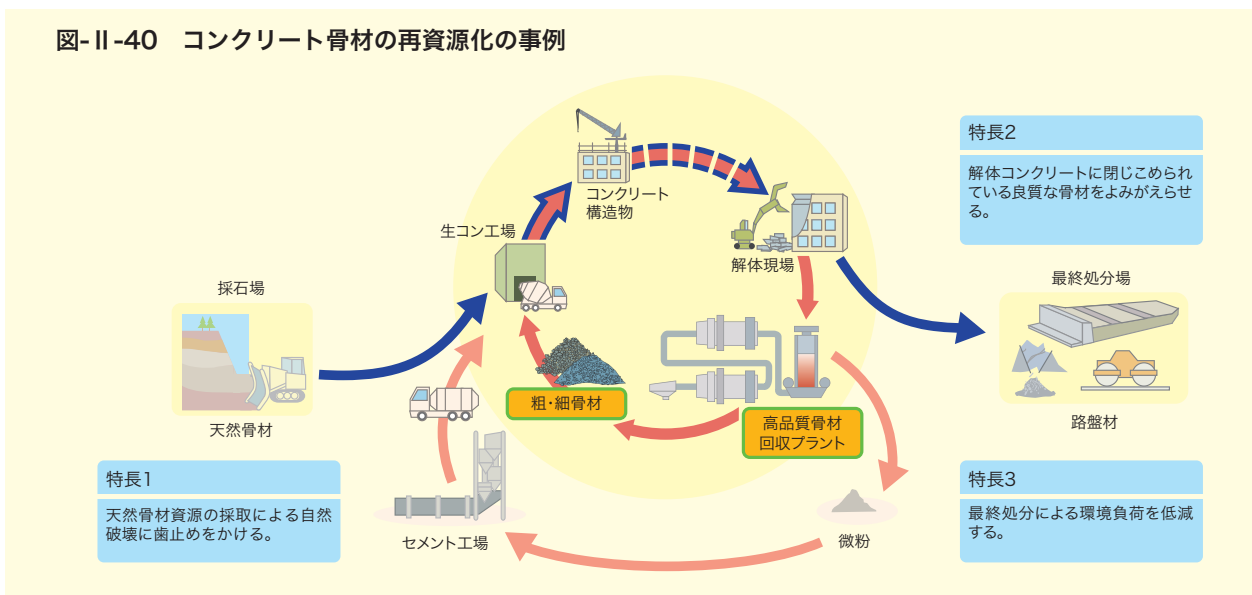 図-Ⅱ-40 コンクリート骨材の再資源化の事例
コンクリート
構造物
生コン工場
解体現場
採石場
天然骨材
最終処分場
路盤材
粗・細骨材
高品質骨材
回収プラント
セメント工場
微粉
特長1
天然骨材資源の採取による自然
破壊に歯止めをかける。
特長2
解体コンクリートに閉じこめられ
ている良質な骨材をよみがえらせ
る。
特長3
最終処分による環境負荷を低減
する。